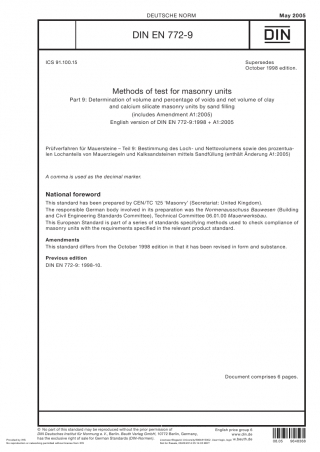 DEUTSCHE NORM
May 2005
DIN EN 772-9
DIN
ICS 91.100.15
Supersedes
October 1998 edition.
Methods of test for masonry units
Part 9: Determination of volume and percentage of voids and net volume of clay
and calcium silicate masonry units by sand filling
(includes Amendment A1:2005)
English version of DIN EN 772-9:1998 + A1:2005
Prüfverfahren für Mauersteine – Teil 9: Bestimmung des Loch- und Nettovolumens sowie des prozentua-
len Lochanteils von Mauerziegeln und Kalksandsteinen mittels Sandfüllung (enthält Änderung A1:2005)
A comma is used as the decimal marker.
National foreword
This standard has been prepared by CEN/TC 125 'Masonry' (Secretariat: United Kingdom).
The responsible German body involved in its preparation was the Normenausschuss Bauwesen (Building
and Civil Engineering Standards Committee), Technical Committee 06.01.00 Mauerwerksbau.
This European Standard is part of a series of standards specifying methods used to check compliance of
masonry units with the requirements specified in the relevant product standard.
Amendments
This standard differs from the October 1998 edition in that it has been revised in form and substance.
Previous edition
DIN EN 772-9: 1998-10.
Document comprises 6 pages.
© No part of this standard may be reproduced without the prior permission of
DIN Deutsches Institut für Normung e. V., Berlin. Beuth Verlag GmbH, 10772 Berlin, Germany,
has the exclusive right of sale for German Standards (DIN-Normen).
English price group 6
www.din.de
www.beuth.de